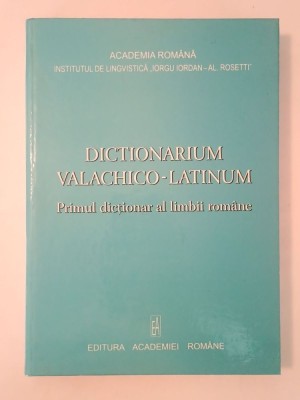 ACADEMIA ROMÂNĂ
INSTITUTUL DE LINGVISTICĂ „IORGU IORDAN – AL. ROSETTI”
DICTIONARIUM
VALACHICO-LATINUM
Primul dicționar al limbii române
EDITURA ACADEMIEI ROMÂNE